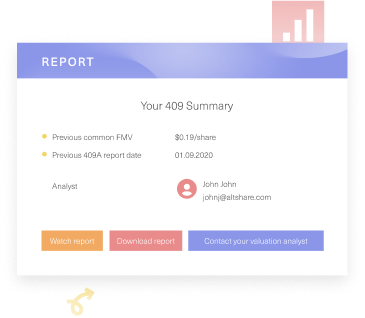 REPORT
Your 409 Summary
Previous common FMV $0.19/share
Previous 409A report date 01.09.2020
Analyst John John
johnj@altshare.com
Watch report Download report Contact your valuation analyst